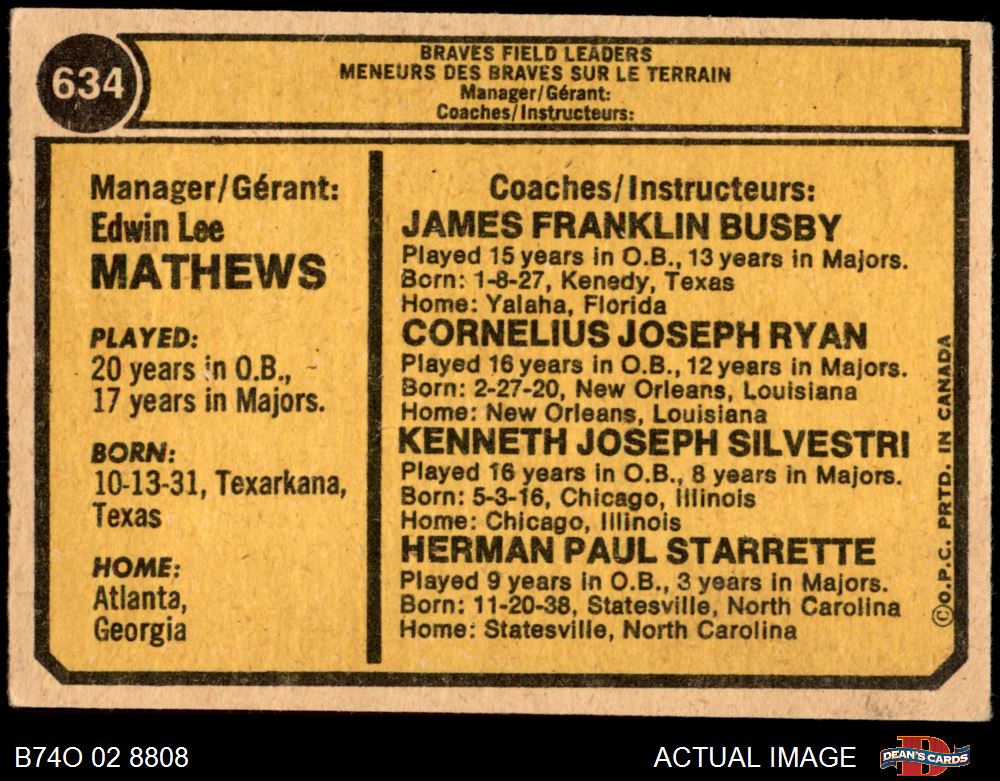 634
BRAVES FIELD LEADERS
MENEURS DES BRAVES SUR LE TERRAIN
Manager/Gérant:
Coaches/Instructeurs:
Manager/Gérant:
Edwin Lee
MATHEWS
PLAYED:
20 years in O.B.,
17 years in Majors.
BORN:
10-13-31, Texarkana,
Texas
HOME:
Atlanta,
Georgia
Coaches/Instructeurs:
JAMES FRANKLIN BUSBY
Played 15 years in O.B., 13 years in Majors.
Born: 1-8-27, Kenedy, Texas
Home: Yalaha, Florida
CORNELIUS JOSEPH RYAN
Played 16 years in O.B., 12 years in Majors.
Born: 2-27-20, New Orleans, Louisiana
Home: New Orleans, Louisiana
KENNETH JOSEPH SILVESTRI
Played 16 years in O.B., 8 years in Majors.
Born: 5-3-16, Chicago, Illinois
Home: Chicago, Illinois
HERMAN PAUL STARRETTE
Played 9 years in O.B., 3 years in Majors.
Born: 11-20-38, Statesville, North Carolina
Home: Statesville, North Carolina
©O.P.C. PRTD. IN CANADA
B74O 02 8808
ACTUAL IMAGE
D
DEAN'S CARDS